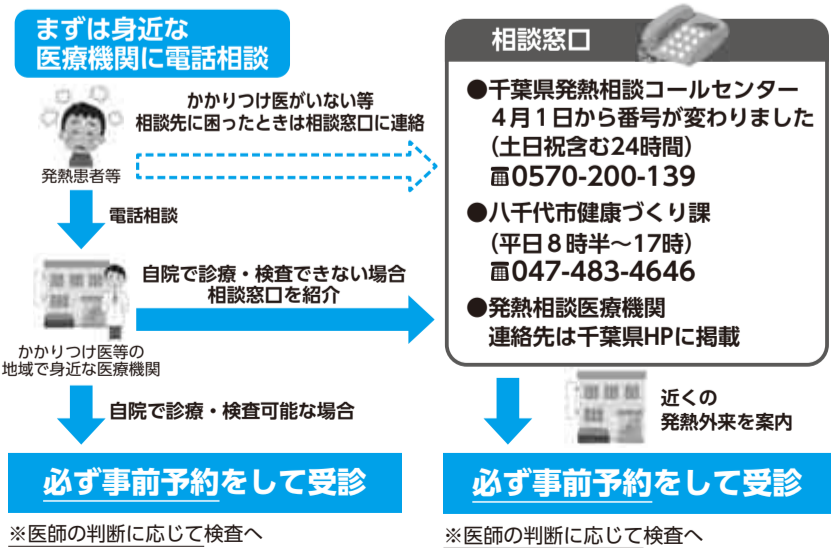 まずは身近な
医療機関に電話相談
発熱患者等
かかりつけ医がいない等
相談先に困ったときは相談窓口に連絡
電話相談
かかりつけ医等の
地域で身近な医療機関
自院で診療・検査できない場合
相談窓口を紹介
自院で診療・検査可能な場合
必ず事前予約をして受診
※医師の判断に応じて検査へ
相談窓口
●千葉県発熱相談コールセンター
4月1日から番号が変わりました
（土日祝含む24時間）
☎0570-200-139
●八千代市健康づくり課
（平日8時半～17時）
☎047-483-4646
●発熱相談医療機関
連絡先は千葉県HPに掲載
近くの
発熱外来を案内
必ず事前予約をして受診
※医師の判断に応じて検査へ